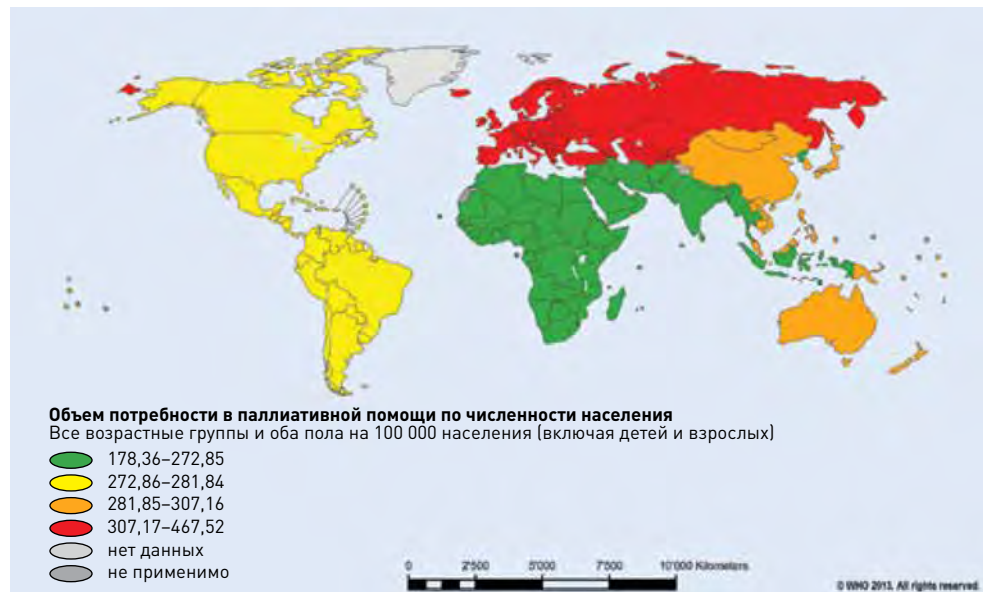 Объем потребности в паллиативной помощи по численности населения
Все возрастные группы и оба пола на 100 000 населения (включая детей и взрослых)
178,36–272,85
272,86–281,84
281,85–307,16
307,17–467,52
нет данных
не применимо
0 2'500 5'000 7'500 10'000 Kilometers
© WHO 2013. All rights reserved.